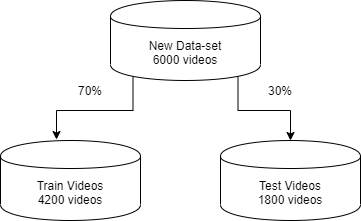 New Data-set
6000 videos
70%
30%
Train Videos
4200 videos
Test Videos
1800 videos